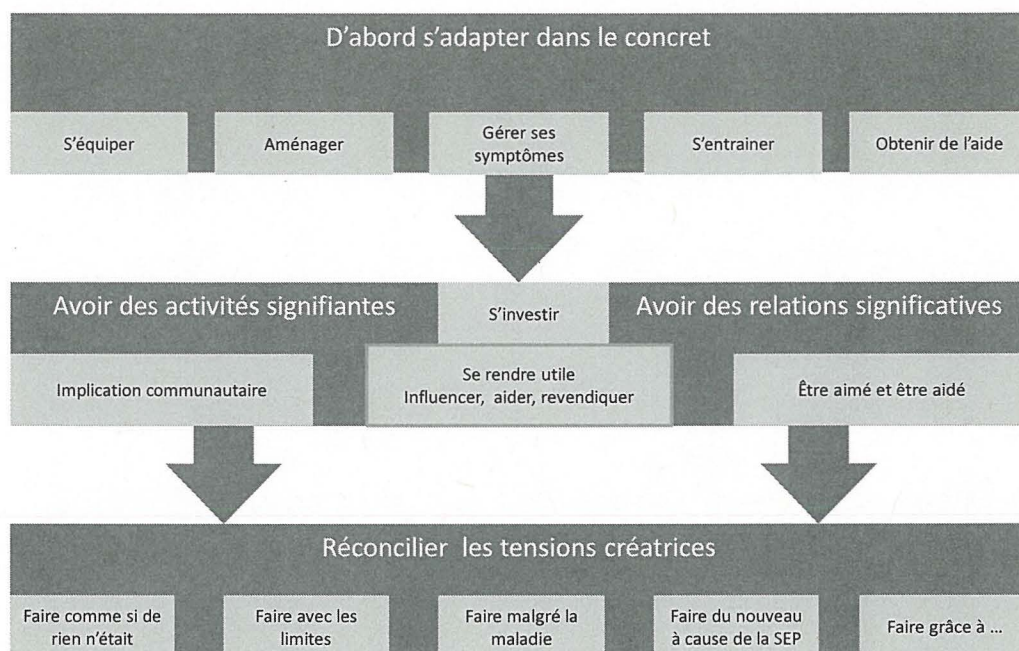 D'abord s'adapter dans le concret
S'équiper
Aménager
Gérer ses
symptômes
S'entrainer
Obtenir de l'aide
Avoir des activités signifiantes
S'investir
Avoir des relations significatives
Implication communautaire
Se rendre utile
Influencer, aider, revendiquer
Être aimé et être aidé
Réconcilier les tensions créatrices
Faire comme si de
rien n'était
Faire avec les
limites
Faire malgré la
maladie
Faire du nouveau
à cause de la SEP
Faire grâce à ...